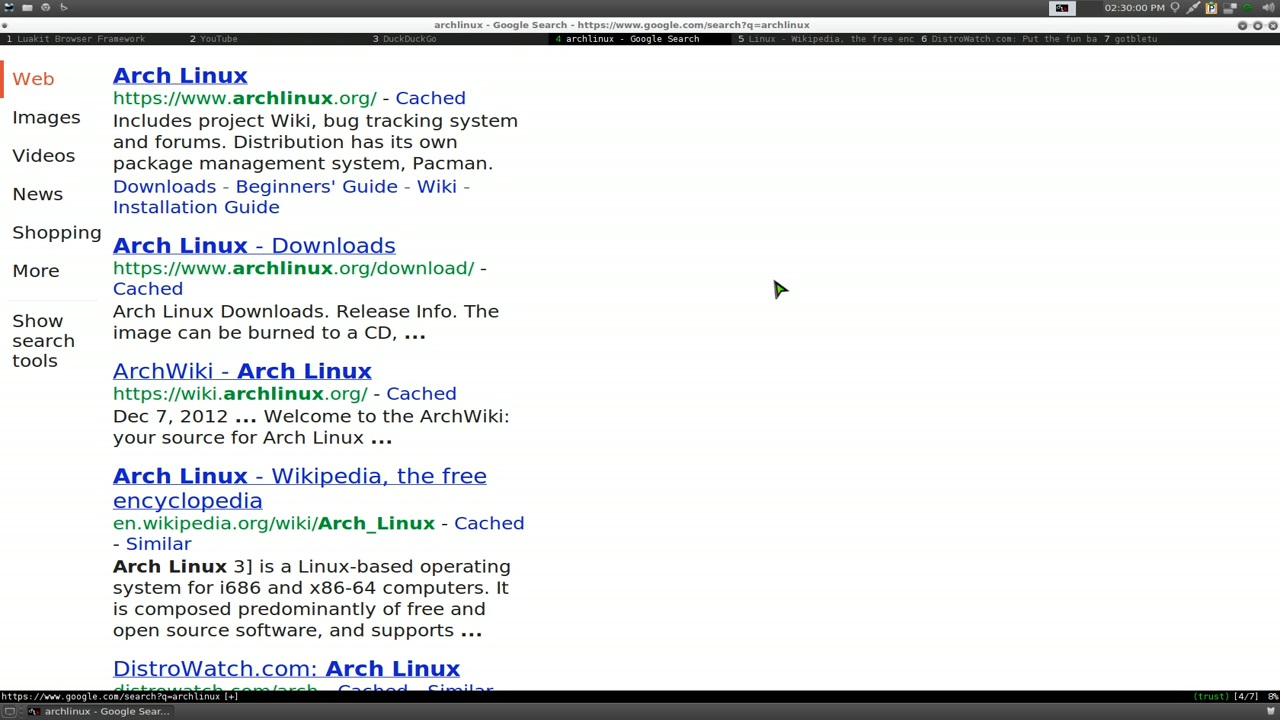 02:30:00 PM
archlinux - Google Search - https://www.google.com/search?q=archlinux
1 Luakit Browser Framework 2 YouTube 3 DuckDuckGo 4 archlinux - Google Search 5 Linux - Wikipedia, the free enc 6 DistroWatch.com: Put the fun ba 7 gotbletu
Web
Images
Videos
News
Shopping
More
Show
search
tools
Arch Linux
https://www.archlinux.org/ - Cached
Includes project Wiki, bug tracking system
and forums. Distribution has its own
package management system, Pacman.
Downloads - Beginners' Guide - Wiki -
Installation Guide
Arch Linux - Downloads
https://www.archlinux.org/download/ -
Cached
Arch Linux Downloads. Release Info. The
image can be burned to a CD, ...
ArchWiki - Arch Linux
https://wiki.archlinux.org/ - Cached
Dec 7, 2012 ... Welcome to the ArchWiki:
your source for Arch Linux ...
Arch Linux - Wikipedia, the free
encyclopedia
en.wikipedia.org/wiki/Arch_Linux - Cached
- Similar
Arch Linux 3] is a Linux-based operating
system for i686 and x86-64 computers. It
is composed predominantly of free and
open source software, and supports ...
DistroWatch.com: Arch Linux
distrowatch.com/arch - Cached - Similar
https://www.google.com/search?q=archlinux [+] (trust) [4/7] 8%
archlinux - Google Sear...